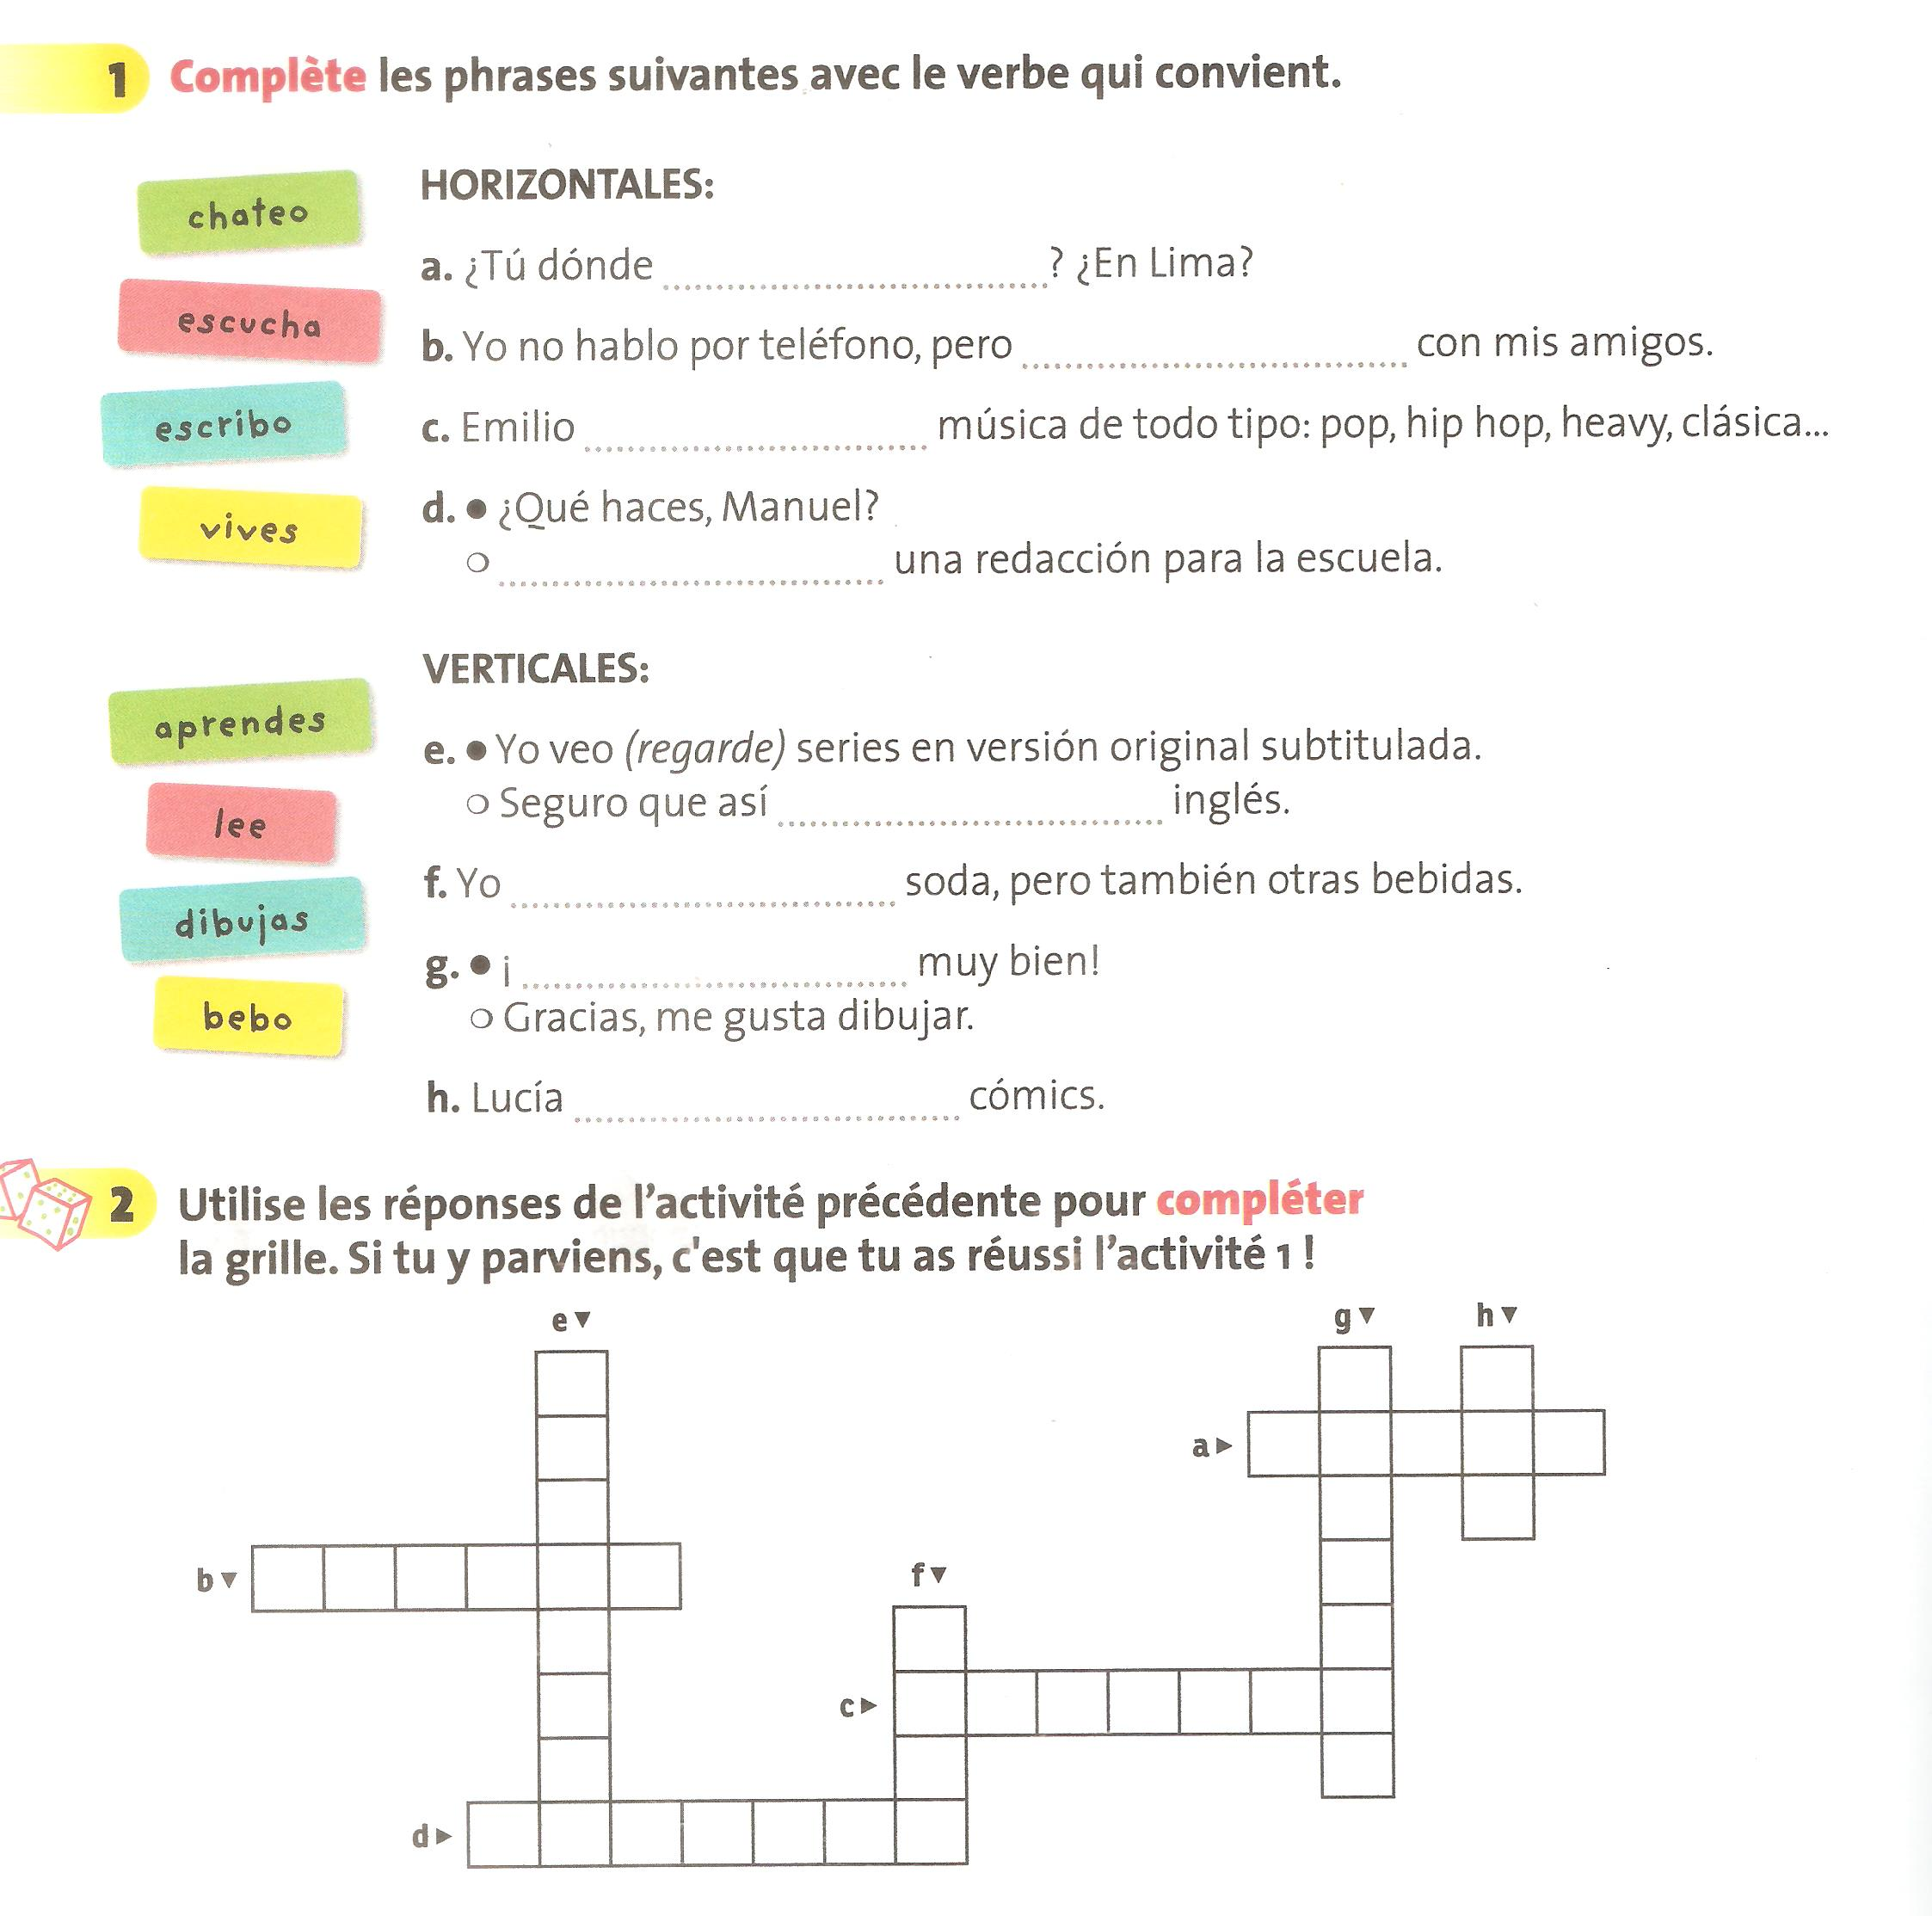 1 Complète les phrases suivantes avec le verbe qui convient.
chateo
escucha
escribo
vives
HORIZONTALES:
a. ¿Tú dónde ? ¿En Lima?
b. Yo no hablo por teléfono, pero con mis amigos.
c. Emilio música de todo tipo: pop, hip hop, heavy, clásica...
d. ● ¿Qué haces, Manuel?
○ una redacción para la escuela.
aprendes
lee
dibujas
bebo
VERTICALES:
e. ● Yo veo (regarde) series en versión original subtitulada.
○ Seguro que así inglés.
f. Yo soda, pero también otras bebidas.
g. ● ¡ muy bien!
○ Gracias, me gusta dibujar.
h. Lucía cómics.
2 Utilise les réponses de l'activité précédente pour compléter
la grille. Si tu y parviens, c'est que tu as réussi l'activité 1 !
e▼
g▼
h▼
a►
b▼
f▼
c►
d►